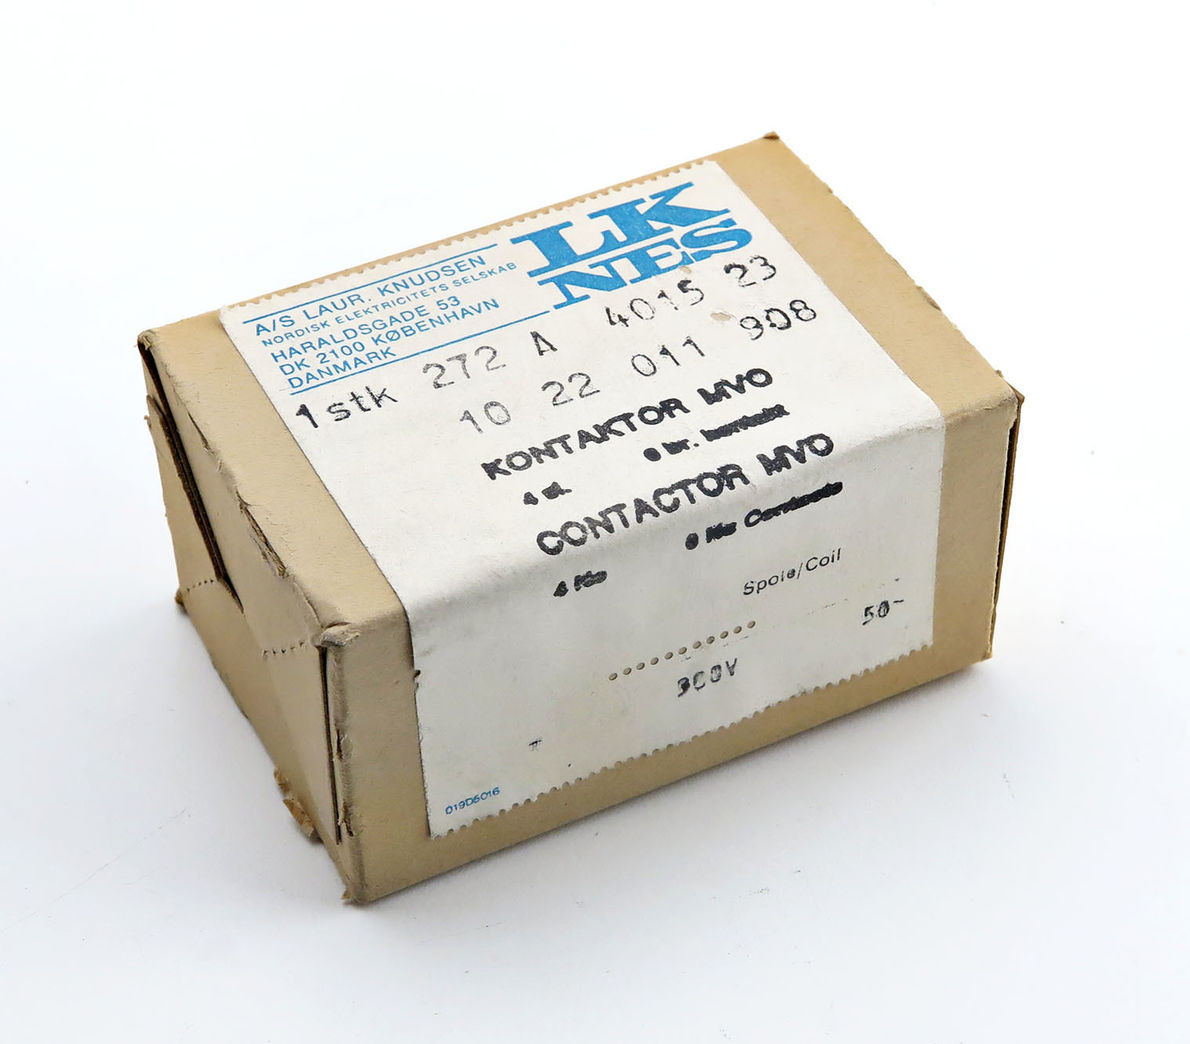 A/S LAUR. KNUDSEN
NORDISK ELEKTRICITETS SELSKAB
HARALDSGADE 53
DK 2100 KØBENHAVN
DANMARK
LK
NES
1stk 272 A 4015 23
10 22 011 908
KONTAKTOR MVO
CONTACTOR MVO
Spole/Coil
50~
019D5016